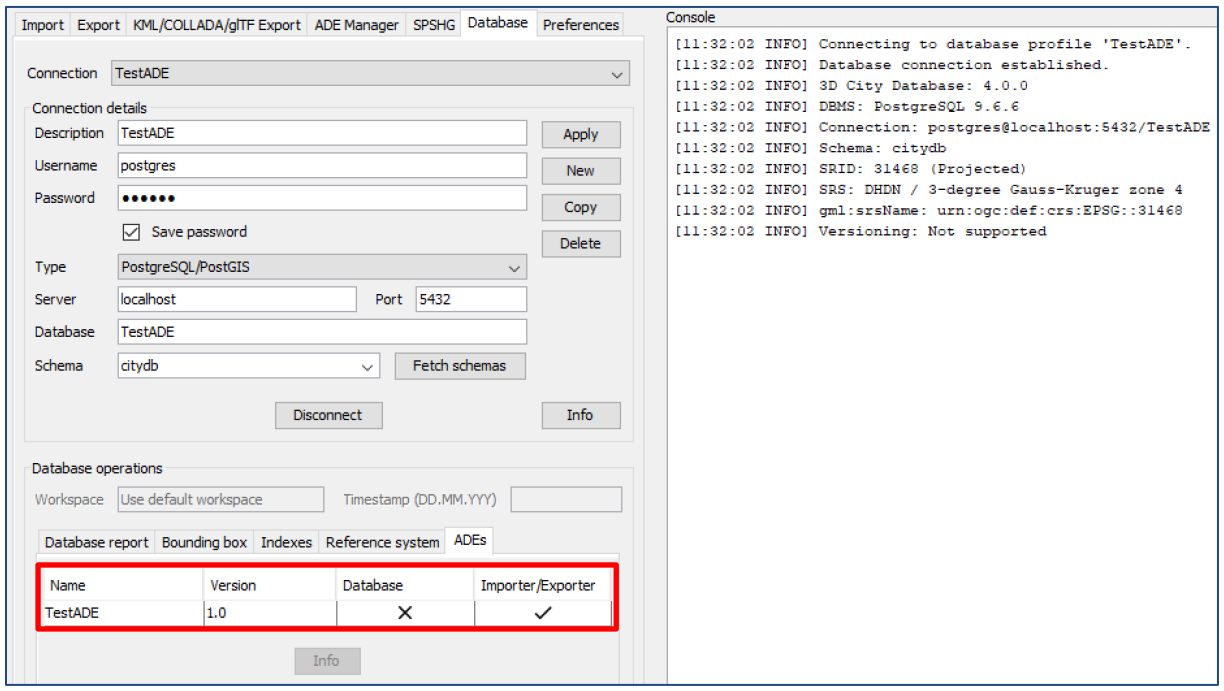 Import Export KML/COLLADA/glTF Export ADE Manager SPSHG Database Preferences
Connection TestADE
Connection details
Description TestADE Apply
Username postgres New
Password •••••• Copy
Save password
Delete
Type PostgreSQL/PostGIS
Server localhost Port 5432
Database TestADE
Schema citydb Fetch schemas
Disconnect Info
Database operations
Workspace Use default workspace Timestamp (DD.MM.YYY)
Database report Bounding box Indexes Reference system ADEs
Name Version Database Importer/Exporter
TestADE 1.0
Info
Console
[11:32:02 INFO] Connecting to database profile 'TestADE'.
[11:32:02 INFO] Database connection established.
[11:32:02 INFO] 3D City Database: 4.0.0
[11:32:02 INFO] DBMS: PostgreSQL 9.6.6
[11:32:02 INFO] Connection: postgres@localhost:5432/TestADE
[11:32:02 INFO] Schema: citydb
[11:32:02 INFO] SRID: 31468 (Projected)
[11:32:02 INFO] SRS: DHDN / 3-degree Gauss-Kruger zone 4
[11:32:02 INFO] gml:srsName: urn:ogc:def:crs:EPSG::31468
[11:32:02 INFO] Versioning: Not supported